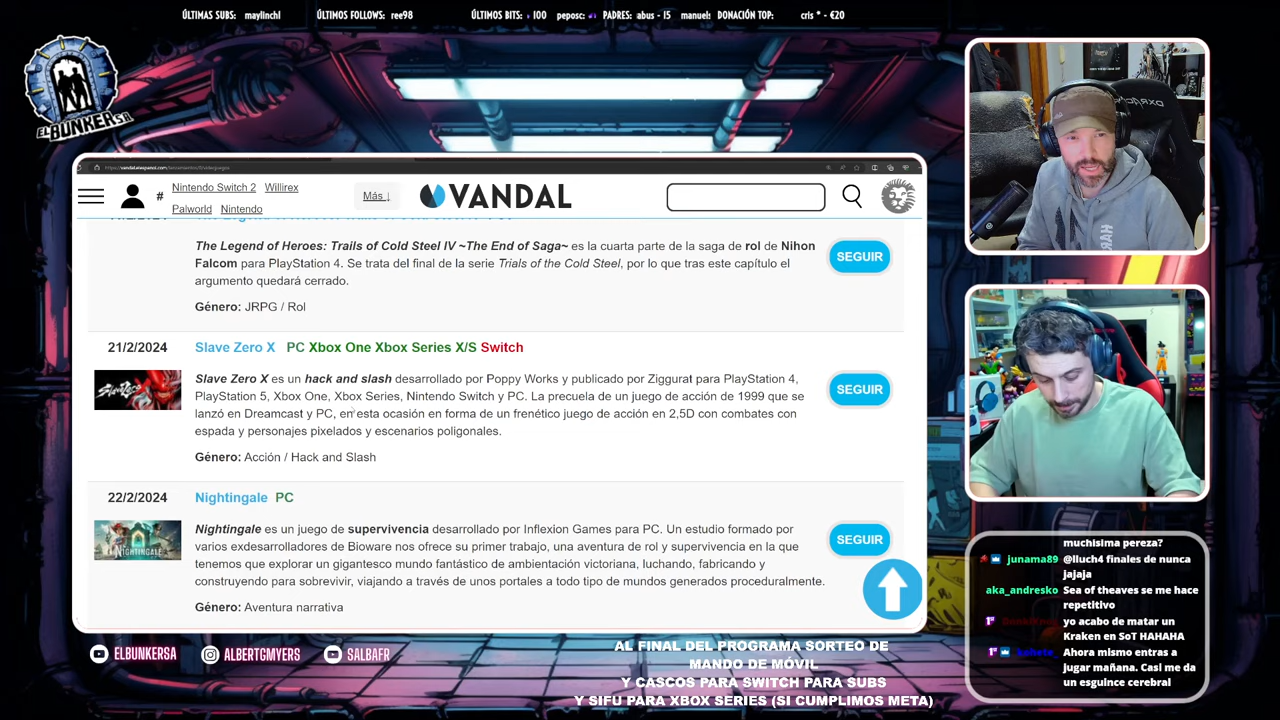 ÚLTIMAS SUBS: maylinch1 ÚLTIMOS FOLLOWS: ree98 ÚLTIMOS BITS: 100 peposc: PADRES: abus - 15 manuel: DONACIÓN TOP: cris * - €20
EL BUNKER S.A.
# Nintendo Switch 2 Willirex
Palworld Nintendo
Más ↓
VANDAL
The Legend of Heroes: Trails of Cold Steel IV ~The End of Saga~ es la cuarta parte de la saga de rol de Nihon
Falcom para PlayStation 4. Se trata del final de la serie Trials of the Cold Steel, por lo que tras este capítulo el
argumento quedará cerrado.
SEGUIR
Género: JRPG / Rol
21/2/2024 Slave Zero X PC Xbox One Xbox Series X/S Switch
Slave Zero X es un hack and slash desarrollado por Poppy Works y publicado por Ziggurat para PlayStation 4,
PlayStation 5, Xbox One, Xbox Series, Nintendo Switch y PC. La precuela de un juego de acción de 1999 que se
lanzó en Dreamcast y PC, en esta ocasión en forma de un frenético juego de acción en 2,5D con combates con
espada y personajes pixelados y escenarios poligonales.
SEGUIR
Género: Acción / Hack and Slash
22/2/2024 Nightingale PC
Nightingale es un juego de supervivencia desarrollado por Inflexion Games para PC. Un estudio formado por
varios exdesarrolladores de Bioware nos ofrece su primer trabajo, una aventura de rol y supervivencia en la que
tenemos que explorar un gigantesco mundo fantástico de ambientación victoriana, luchando, fabricando y
construyendo para sobrevivir, viajando a través de unos portales a todo tipo de mundos generados proceduralmente.
NIGHTINGALE
SEGUIR
Género: Aventura narrativa
ELBUNKERSA ALBERTGMYERS SALBAFR
AL FINAL DEL PROGRAMA SORTEO DE
MANDO DE MÓVIL
Y CASCOS PARA SWITCH PARA SUBS
Y SIFU PARA XBOX SERIES (SI CUMPLIMOS META)
muchisima pereza?
junama89 @lluch4 finales de nunca
jajaja
aka_andresko Sea of theaves se me hace
repetitivo
yo acabo de matar un
Kraken en SoT HAHAHA
Ahora mismo entras a
jugar mañana. Casi me da
un esguince cerebral